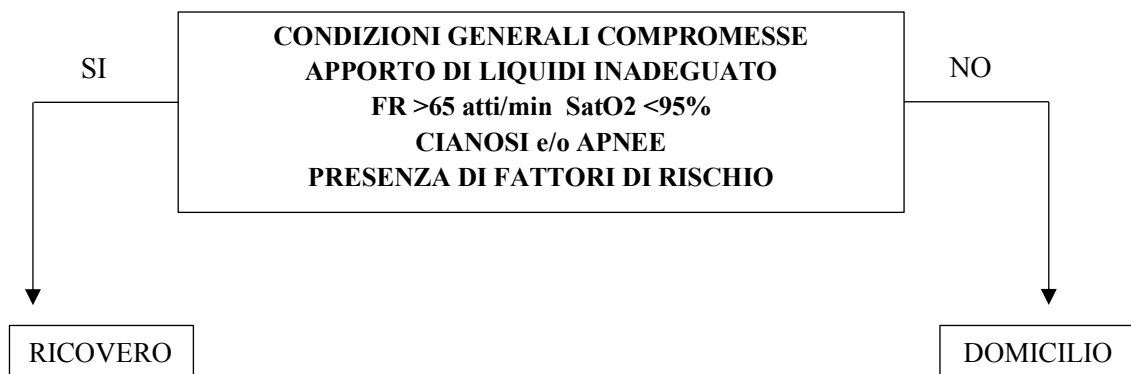 CONDIZIONI GENERALI COMPROMESSE
SI
APPORTO DI LIQUIDI INADEGUATO
NO
FR >65 atti/min SatO2 <95%
CIANOSI e/o APNEE
PRESENZA DI FATTORI DI RISCHIO
RICOVERO
DOMICILIO